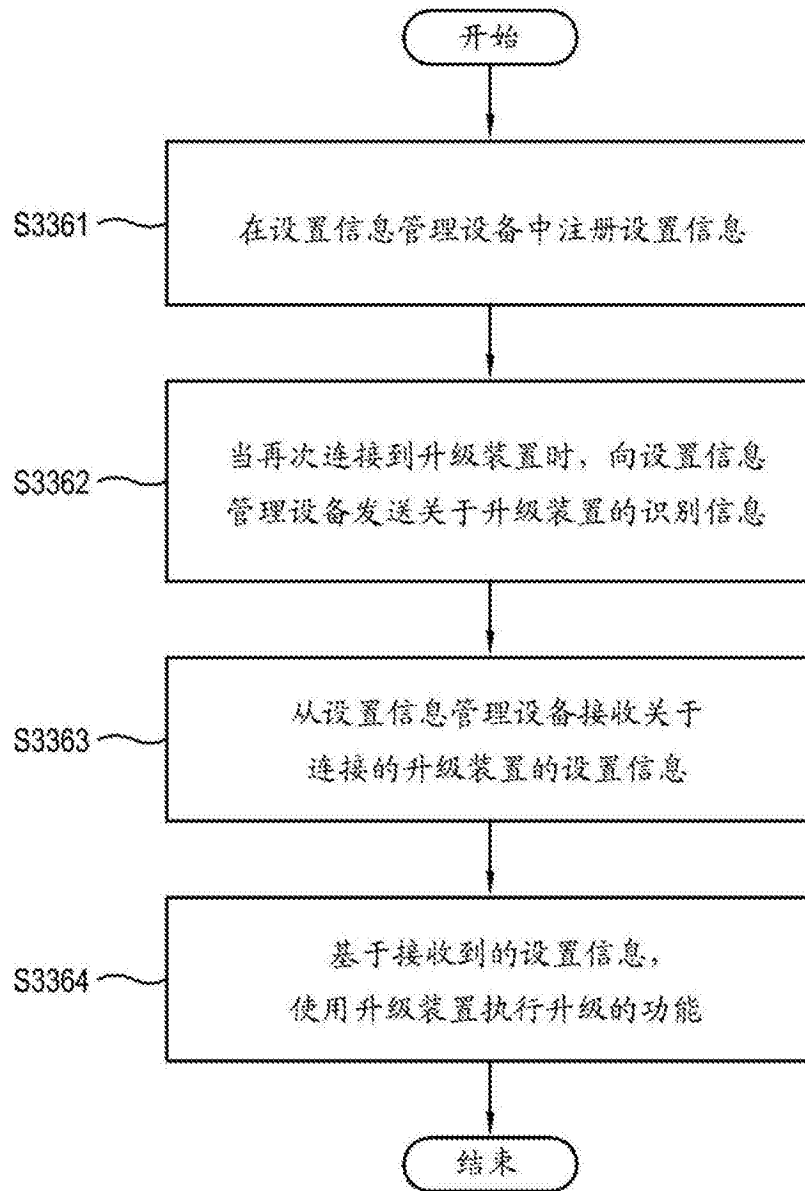 开始
S3361
在设置信息管理设备中注册设置信息
S3362
当再次连接到升级装置时，向设置信息
管理设备发送关于升级装置的识别信息
S3363
从设置信息管理设备接收关于
连接的升级装置的设置信息
S3364
基于接收到的设置信息，
使用升级装置执行升级的功能
结束